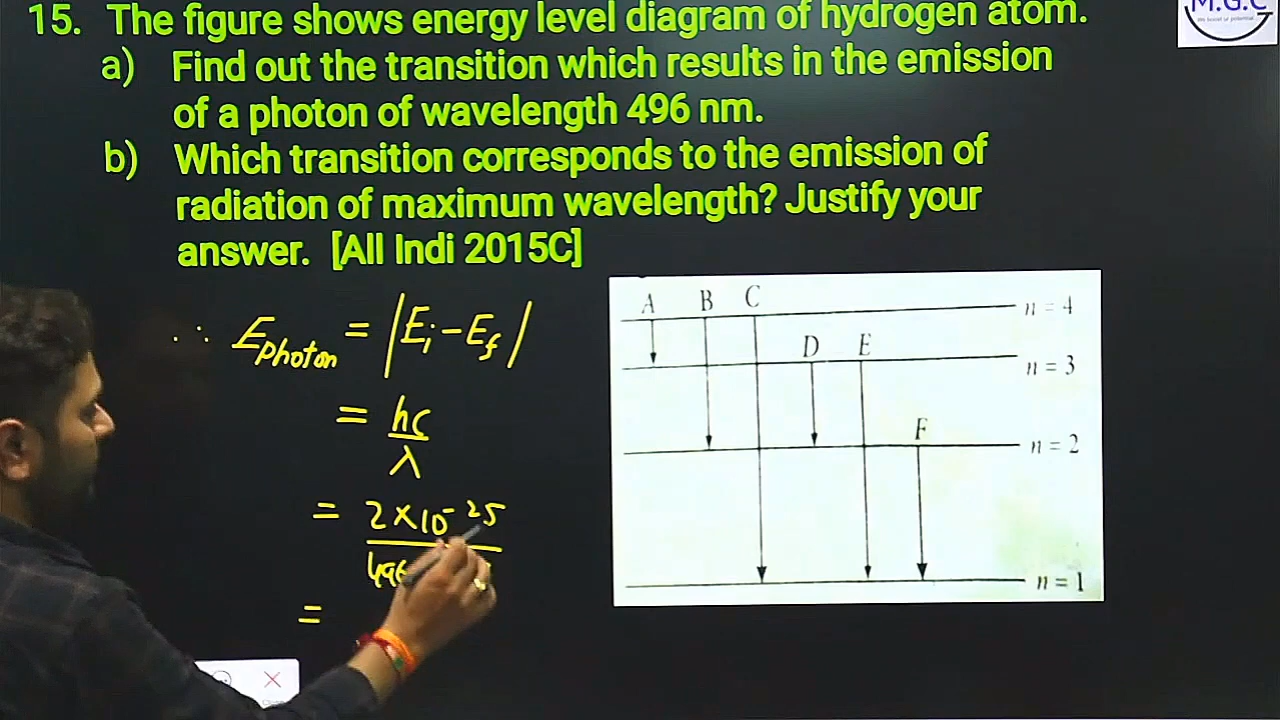 M.G.C
15. The figure shows energy level diagram of hydrogen atom.
a) Find out the transition which results in the emission
of a photon of wavelength 496 nm.
b) Which transition corresponds to the emission of
radiation of maximum wavelength? Justify your
answer. [All Indi 2015C]
∴ Ephoton = |Ei - Ef|
= hc/λ
= 2×10-25
496
=
A B C n = 4
D E n = 3
F n = 2
n = 1